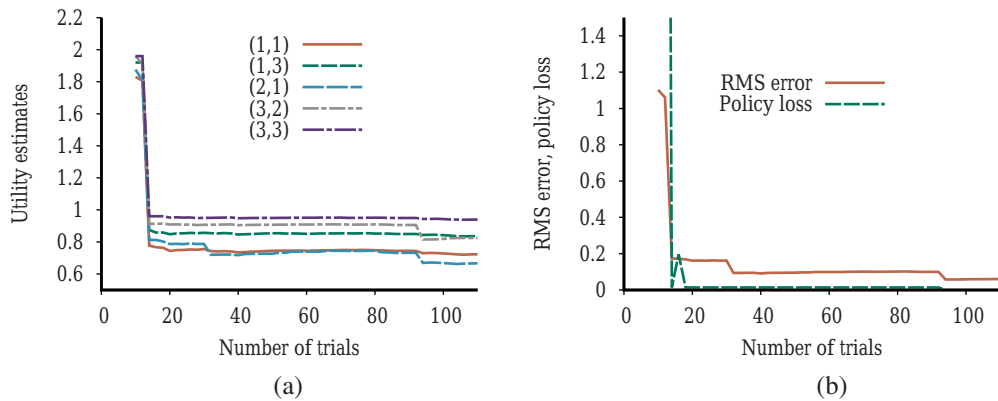 2.2
2
1.8
1.6
1.4
1.2
1
0.8
0.6
Utility estimates
(1,1)
(1,3)
(2,1)
(3,2)
(3,3)
0 20 40 60 80 100
Number of trials
(a)
1.4
1.2
1
0.8
0.6
0.4
0.2
0
RMS error, policy loss
RMS error
Policy loss
0 20 40 60 80 100
Number of trials
(b)